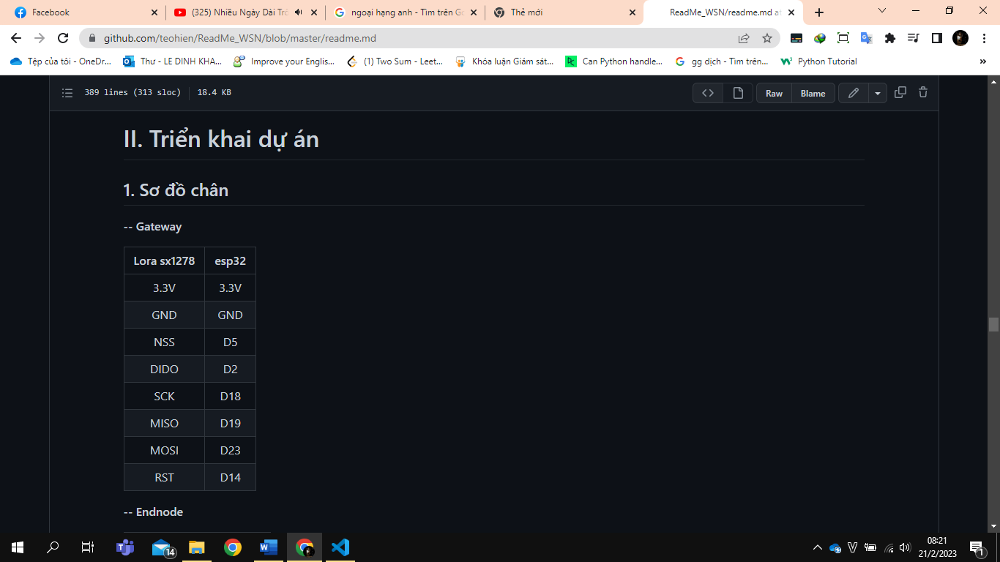 Facebook
(325) Nhiều Ngày Dài Trô
ngoại hạng anh - Tìm trên Go
Thẻ mới
ReadMe_WSN/readme.md at
github.com/teohien/ReadMe_WSN/blob/master/readme.md
Tệp của tôi - OneDr...
Thư - LE DINH KHA...
Improve your Englis...
(1) Two Sum - Leet...
Khóa luận Giám sát...
Can Python handle...
gg dịch - Tìm trên...
Python Tutorial
»
389 lines (313 sloc) 18.4 KB
Raw Blame
II. Triển khai dự án
1. Sơ đồ chân
-- Gateway
Lora sx1278 esp32
3.3V 3.3V
GND GND
NSS D5
DIDO D2
SCK D18
MISO D19
MOSI D23
RST D14
-- Endnode
14
08:21
21/2/2023
1